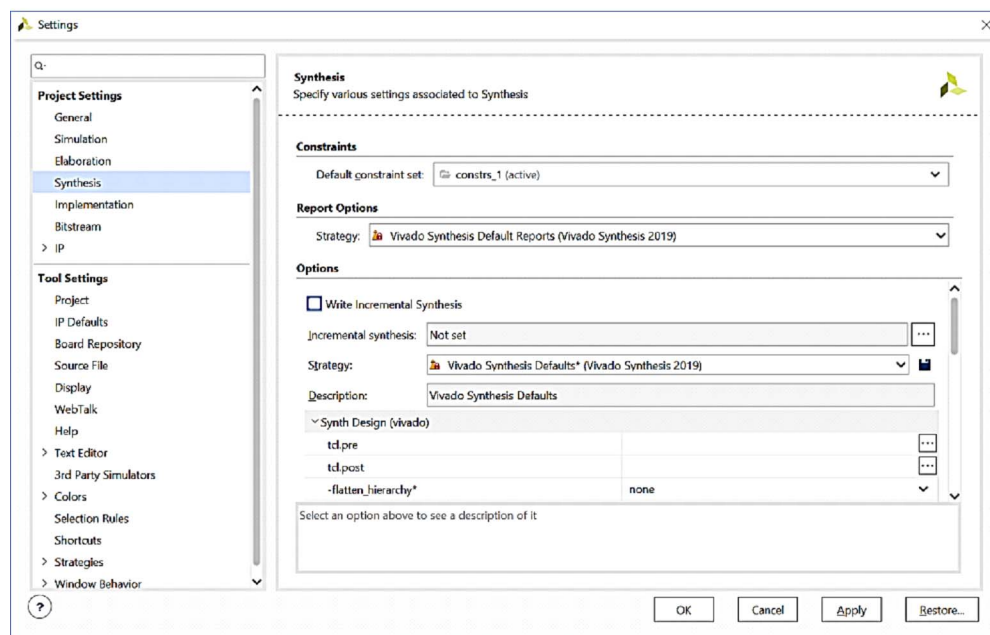 Settings
Project Settings
General
Simulation
Elaboration
Synthesis
Implementation
Bitstream
> IP
Tool Settings
Project
IP Defaults
Board Repository
Source File
Display
WebTalk
Help
> Text Editor
3rd Party Simulators
> Colors
Selection Rules
Shortcuts
> Strategies
> Window Behavior
Synthesis
Specify various settings associated to Synthesis
Constraints
Default constraint set: constrs_1 (active)
Report Options
Strategy: Vivado Synthesis Default Reports (Vivado Synthesis 2019)
Options
Write Incremental Synthesis
Incremental synthesis: Not set ...
Strategy: Vivado Synthesis Defaults* (Vivado Synthesis 2019)
Description: Vivado Synthesis Defaults
Synth Design (vivado)
tcl.pre ...
tcl.post ...
-flatten_hierarchy* none
Select an option above to see a description of it
? OK Cancel Apply Restore...